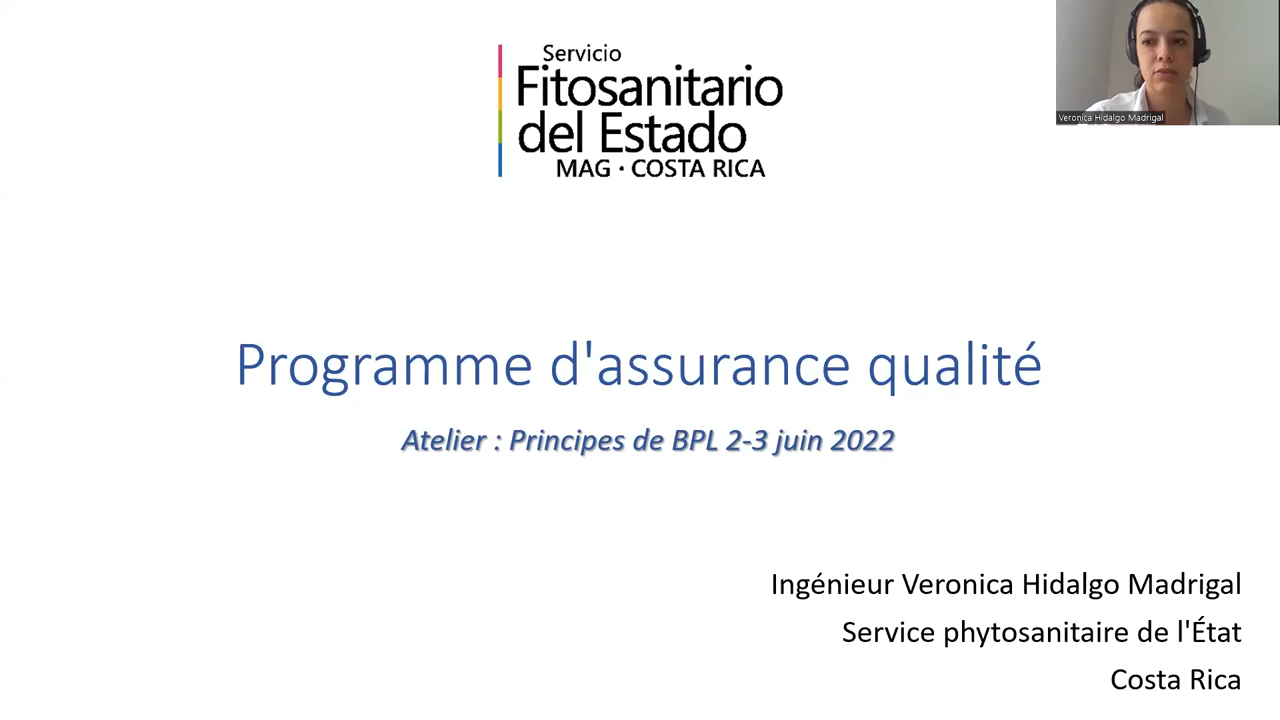 Servicio
Fitosanitario
del Estado
MAG · COSTA RICA
Veronica Hidalgo Madrigal
Programme d'assurance qualité
Atelier : Principes de BPL 2-3 juin 2022
Ingénieur Veronica Hidalgo Madrigal
Service phytosanitaire de l'État
Costa Rica